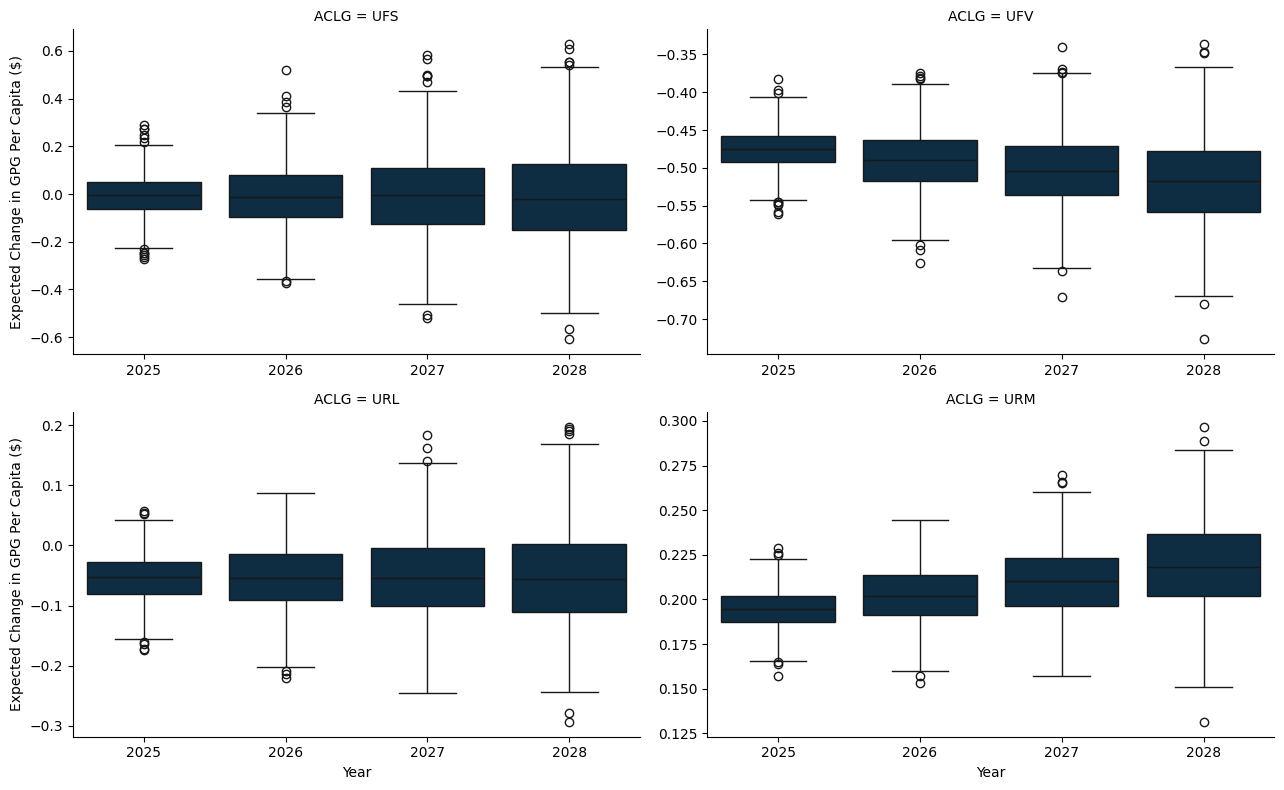 ACLG = UFS
Expected Change in GPG Per Capita ($)
0.6
0.4
0.2
0.0
−0.2
−0.4
−0.6
2025 2026 2027 2028
ACLG = UFV
−0.35
−0.40
−0.45
−0.50
−0.55
−0.60
−0.65
−0.70
2025 2026 2027 2028
ACLG = URL
Expected Change in GPG Per Capita ($)
0.2
0.1
0.0
−0.1
−0.2
−0.3
2025 2026 2027 2028
Year
ACLG = URM
0.300
0.275
0.250
0.225
0.200
0.175
0.150
0.125
2025 2026 2027 2028
Year